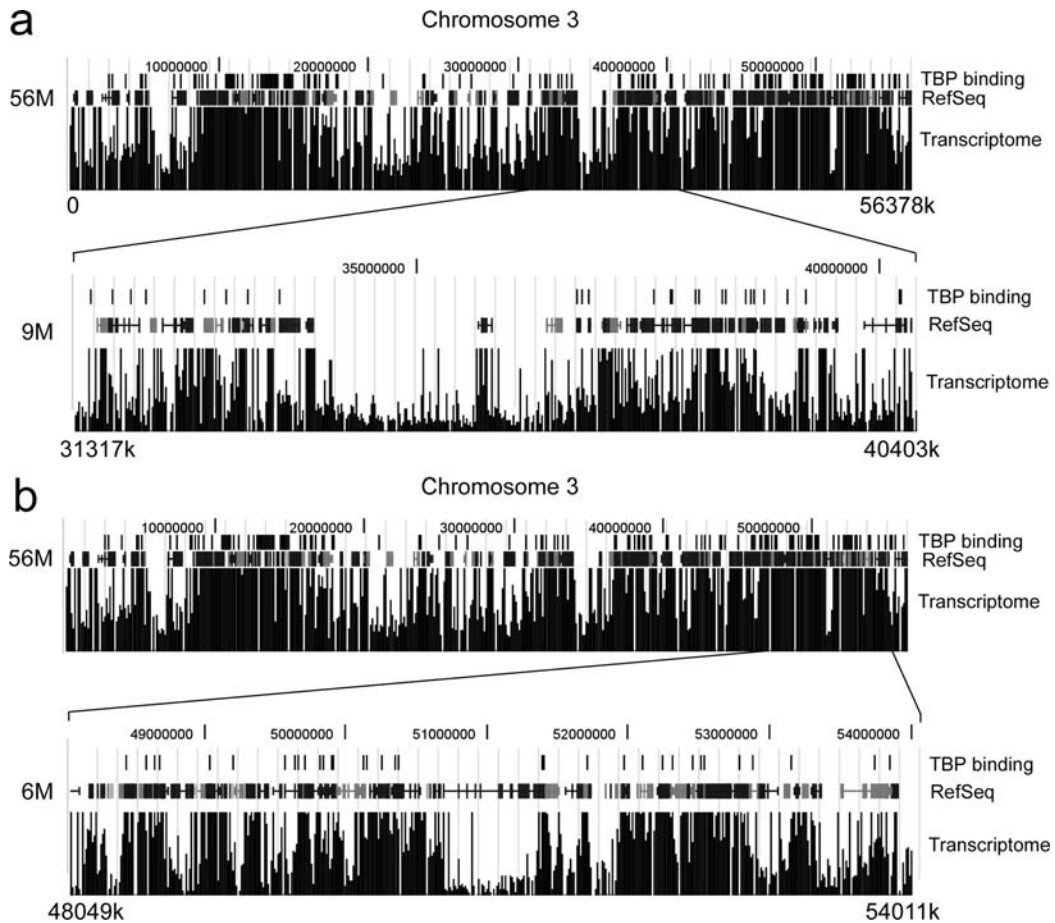 a
Chromosome 3
10000000 20000000 30000000 40000000 50000000
TBP binding
56M RefSeq
Transcriptome
0 56378k
35000000 40000000
TBP binding
9M RefSeq
Transcriptome
31317k 40403k
b
Chromosome 3
10000000 20000000 30000000 40000000 50000000
TBP binding
56M RefSeq
Transcriptome
49000000 50000000 51000000 52000000 53000000 54000000
TBP binding
6M RefSeq
Transcriptome
48049k 54011k